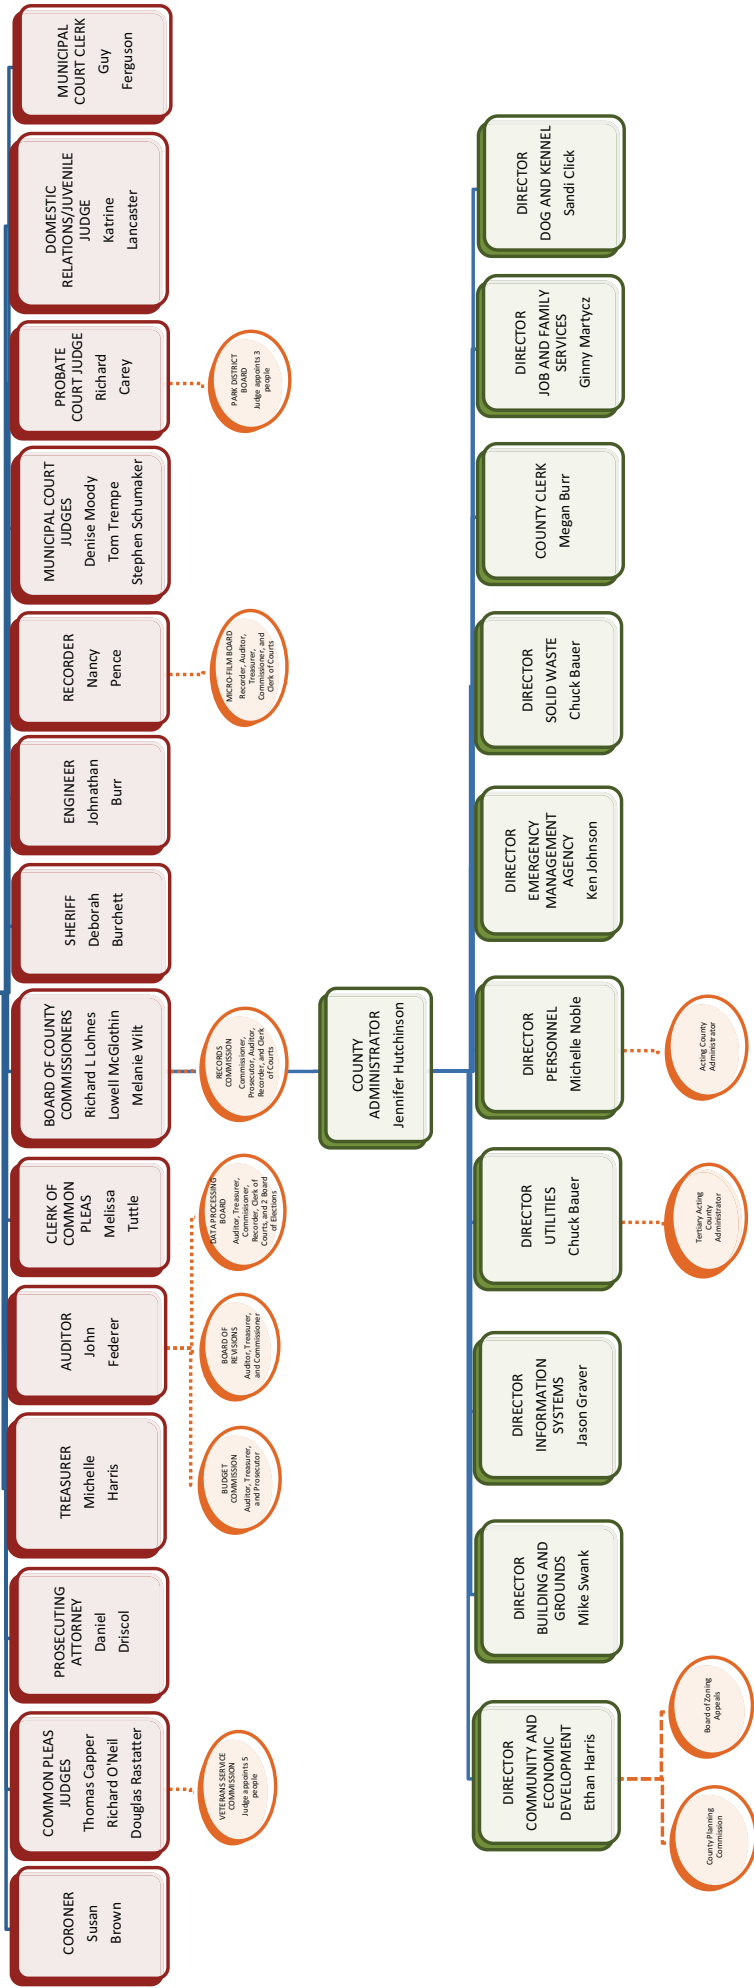 CORONER
Susan
Brown
COMMON PLEAS
JUDGES
Thomas Capper
Richard O'Neil
Douglas Rastatter
PROSECUTING
ATTORNEY
Daniel
Driscol
TREASURER
Michelle
Harris
AUDITOR
John
Federer
CLERK OF
COMMON
PLEAS
Melissa
Tuttle
BOARD OF COUNTY
COMMISSIONERS
Richard L Lohnes
Lowell McGlothin
Melanie Wilt
SHERIFF
Deborah
Burchett
ENGINEER
Johnathan
Burr
RECORDER
Nancy
Pence
MUNICIPAL COURT
JUDGES
Denise Moody
Tom Trempe
Stephen Schumaker
PROBATE
COURT JUDGE
Richard
Carey
DOMESTIC
RELATIONS/JUVENILE
JUDGE
Katrine
Lancaster
MUNICIPAL
COURT CLERK
Guy
Ferguson
VETERANS SERVICE
COMMISSION
Judge appoints 5
people
BUDGET
COMMISSION
Auditor, Treasurer,
and Prosecutor
BOARD OF
REVISIONS
Auditor, Treasurer,
and Commissioner
DATA PROCESSING
BOARD
Auditor, Treasurer,
Commisisoner,
Recorder, Clerk of
Courts, and 2 Board
of Elections
RECORDS
COMMISSION
Commissioner,
Prosecutor, Auditor,
Recorder, and Clerk
of Courts
MICRO-FILM BOARD
Recorder, Auditor,
Treasurer,
Commissioner, and
Clerk of Courts
PARK DISTRICT
BOARD
Judge appoints 3
people
COUNTY
ADMINISTRATOR
Jennifer Hutchinson
DIRECTOR
COMMUNITY AND
ECONOMIC
DEVELOPMENT
Ethan Harris
DIRECTOR
BUILDING AND
GROUNDS
Mike Swank
DIRECTOR
INFORMATION
SYSTEMS
Jason Graver
DIRECTOR
UTILITIES
Chuck Bauer
DIRECTOR
PERSONNEL
Michelle Noble
DIRECTOR
EMERGENCY
MANAGEMENT
AGENCY
Ken Johnson
DIRECTOR
SOLID WASTE
Chuck Bauer
COUNTY CLERK
Megan Burr
DIRECTOR
JOB AND FAMILY
SERVICES
Ginny Martycz
DIRECTOR
DOG AND KENNEL
Sandi Click
County Planning
Commission
Board of Zoning
Appeals
Tertiary Acting
County
Administrator
Acting County
Administrator